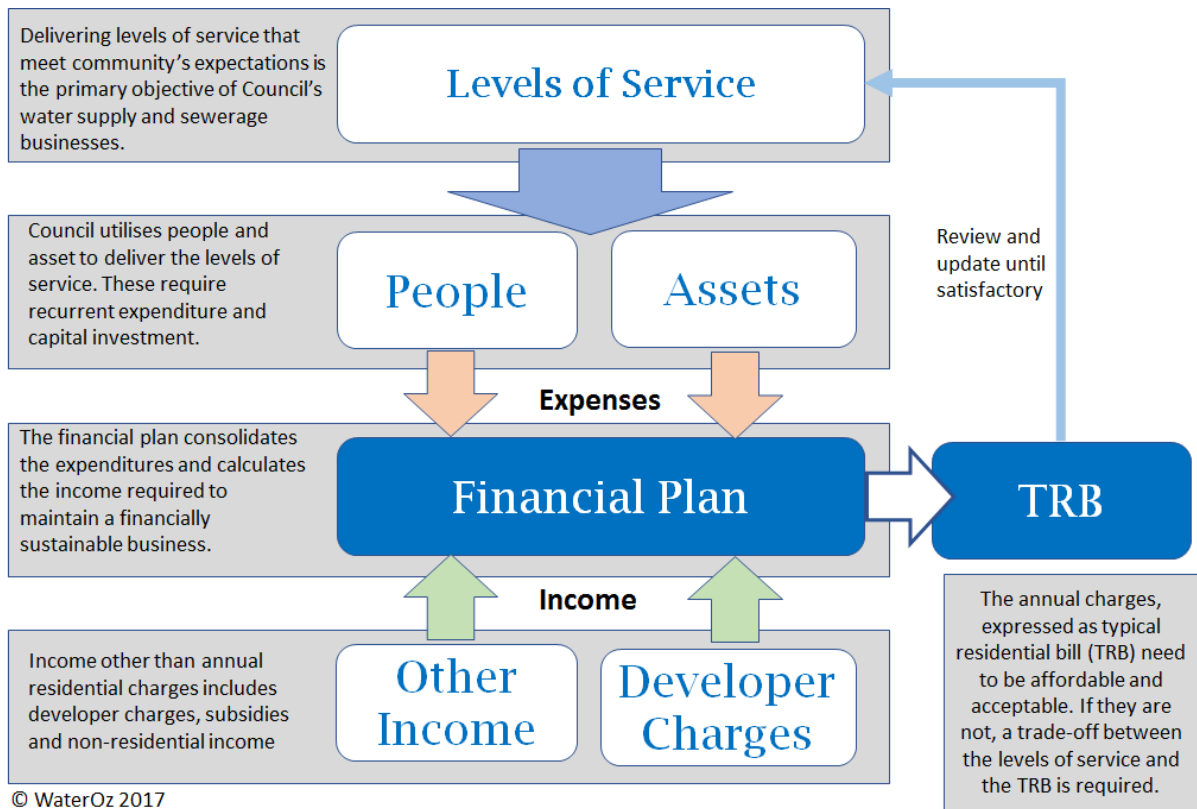 Delivering levels of service that
meet community's expectations is
the primary objective of Council's
water supply and sewerage
businesses.
Levels of Service
Council utilises people and
asset to deliver the levels of
service. These require
recurrent expenditure and
capital investment.
People
Assets
Review and
update until
satisfactory
Expenses
The financial plan consolidates
the expenditures and calculates
the income required to
maintain a financially
sustainable business.
Financial Plan
TRB
Income
Income other than annual
residential charges includes
developer charges, subsidies
and non-residential income
Other
Income
Developer
Charges
The annual charges,
expressed as typical
residential bill (TRB) need
to be affordable and
acceptable. If they are
not, a trade-off between
the levels of service and
the TRB is required.
© WaterOz 2017